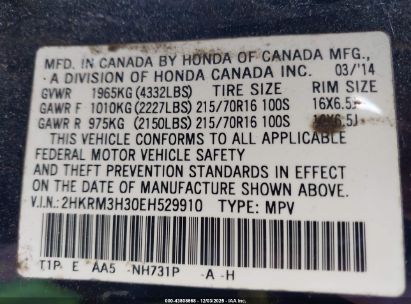 MFD. IN CANADA BY HONDA OF CANADA MFG.,
A DIVISION OF HONDA CANADA INC. 03/'14
GVWR 1965KG (4332LBS) TIRE SIZE RIM SIZE
GAWR F 1010KG (2227LBS) 215/70R16 100S 16X6.5J
GAWR R 975KG (2150LBS) 215/70R16 100S 16X6.5J
THIS VEHICLE CONFORMS TO ALL APPLICABLE
FEDERAL MOTOR VEHICLE SAFETY
AND THEFT PREVENTION STANDARDS IN EFFECT ON
THE DATE OF MANUFACTURE SHOWN ABOVE.
V.I.N.: 2HKRM3H30EH529910 TYPE: MPV
T1P E AA5 NH731P -A -H